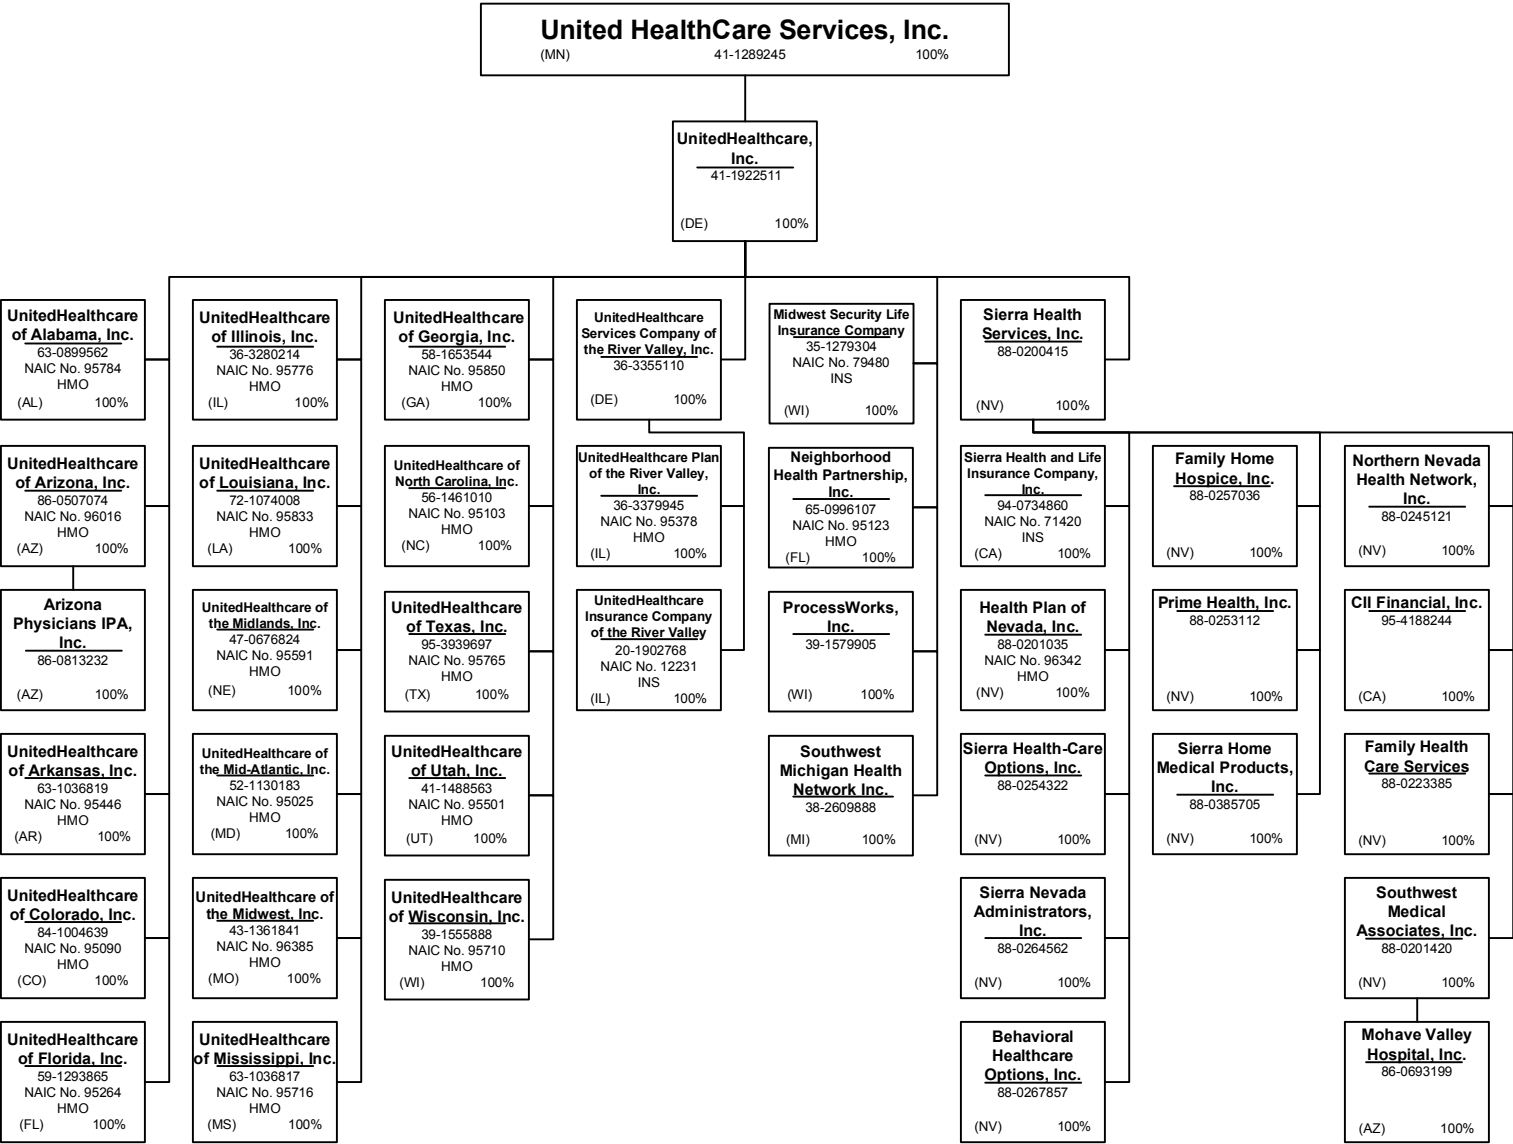 United HealthCare Services, Inc.
(MN) 41-1289245 100%
UnitedHealthcare,
Inc.
41-1922511
(DE) 100%
UnitedHealthcare
of Alabama, Inc.
63-0899562
NAIC No. 95784
HMO
(AL) 100%
UnitedHealthcare
of Illinois, Inc.
36-3280214
NAIC No. 95776
HMO
(IL) 100%
UnitedHealthcare
of Georgia, Inc.
58-1653544
NAIC No. 95850
HMO
(GA) 100%
UnitedHealthcare
Services Company of
the River Valley, Inc.
36-3355110
(DE) 100%
Midwest Security Life
Insurance Company
35-1279304
NAIC No. 79480
INS
(WI) 100%
Sierra Health
Services, Inc.
88-0200415
(NV) 100%
UnitedHealthcare
of Arizona, Inc.
86-0507074
NAIC No. 96016
HMO
(AZ) 100%
UnitedHealthcare
of Louisiana, Inc.
72-1074008
NAIC No. 95833
HMO
(LA) 100%
UnitedHealthcare of
North Carolina, Inc.
56-1461010
NAIC No. 95103
HMO
(NC) 100%
UnitedHealthcare Plan
of the River Valley,
Inc.
36-3379945
NAIC No. 95378
HMO
(IL) 100%
Neighborhood
Health Partnership,
Inc.
65-0996107
NAIC No. 95123
HMO
(FL) 100%
Sierra Health and Life
Insurance Company,
Inc.
94-0734860
NAIC No. 71420
INS
(CA) 100%
Family Home
Hospice, Inc.
88-0257036
(NV) 100%
Northern Nevada
Health Network,
Inc.
88-0245121
(NV) 100%
Arizona
Physicians IPA,
Inc.
86-0813232
(AZ) 100%
UnitedHealthcare of
the Midlands, Inc.
47-0676824
NAIC No. 95591
HMO
(NE) 100%
UnitedHealthcare
of Texas, Inc.
95-3939697
NAIC No. 95765
HMO
(TX) 100%
UnitedHealthcare
Insurance Company
of the River Valley
20-1902768
NAIC No. 12231
INS
(IL) 100%
ProcessWorks,
Inc.
39-1579905
(WI) 100%
Health Plan of
Nevada, Inc.
88-0201035
NAIC No. 96342
HMO
(NV) 100%
Prime Health, Inc.
88-0253112
(NV) 100%
CII Financial, Inc.
95-4188244
(CA) 100%
UnitedHealthcare
of Arkansas, Inc.
63-1036819
NAIC No. 95446
HMO
(AR) 100%
UnitedHealthcare of
the Mid-Atlantic, Inc.
52-1130183
NAIC No. 95025
HMO
(MD) 100%
UnitedHealthcare
of Utah, Inc.
41-1488563
NAIC No. 95501
HMO
(UT) 100%
Southwest
Michigan Health
Network Inc.
38-2609888
(MI) 100%
Sierra Health-Care
Options, Inc.
88-0254322
(NV) 100%
Sierra Home
Medical Products,
Inc.
88-0385705
(NV) 100%
Family Health
Care Services
88-0223385
(NV) 100%
UnitedHealthcare
of Colorado, Inc.
84-1004639
NAIC No. 95090
HMO
(CO) 100%
UnitedHealthcare of
the Midwest, Inc.
43-1361841
NAIC No. 96385
HMO
(MO) 100%
UnitedHealthcare
of Wisconsin, Inc.
39-1555888
NAIC No. 95710
HMO
(WI) 100%
Sierra Nevada
Administrators,
Inc.
88-0264562
(NV) 100%
Southwest
Medical
Associates, Inc.
88-0201420
(NV) 100%
UnitedHealthcare
of Florida, Inc.
59-1293865
NAIC No. 95264
HMO
(FL) 100%
UnitedHealthcare
of Mississippi, Inc.
63-1036817
NAIC No. 95716
HMO
(MS) 100%
Behavioral
Healthcare
Options, Inc.
88-0267857
(NV) 100%
Mohave Valley
Hospital, Inc.
86-0693199
(AZ) 100%